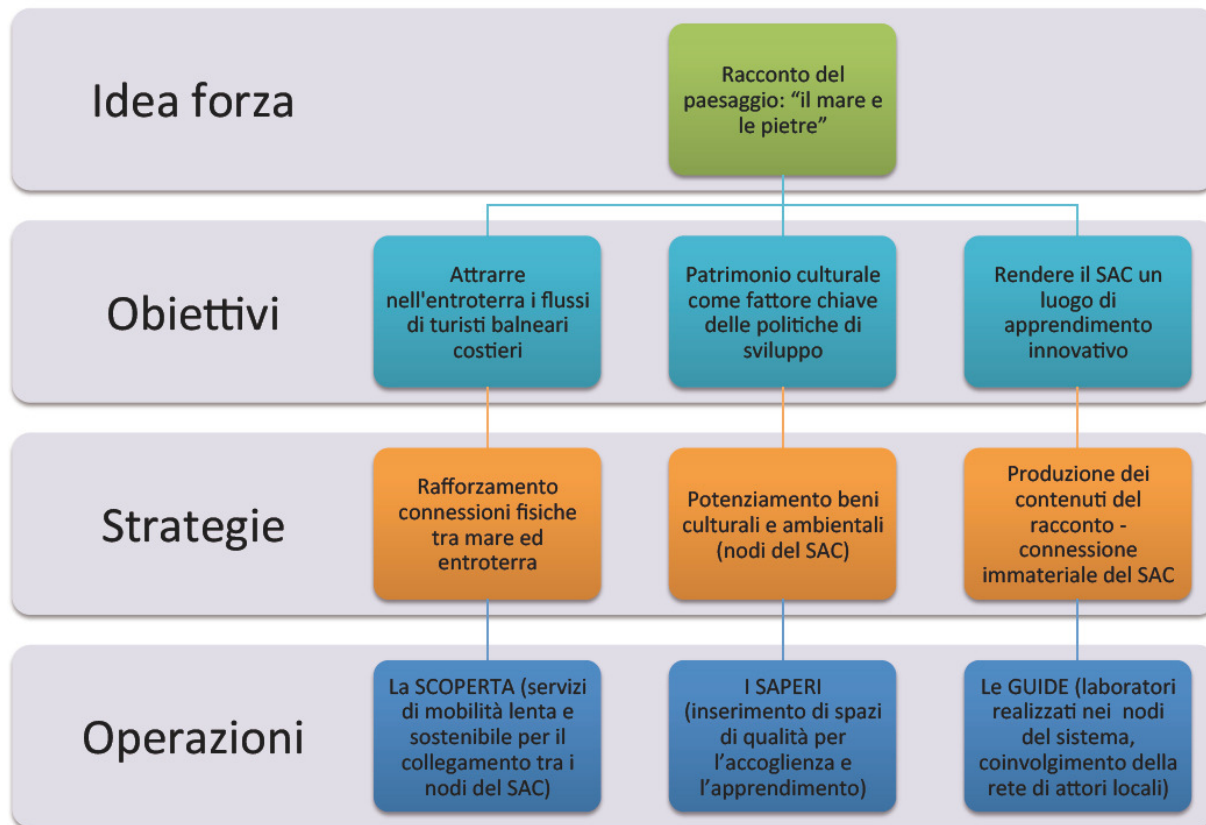 Idea forza
Racconto del
paesaggio: “il mare e
le pietre”
Obiettivi
Attrarre
nell'entroterra i flussi
di turisti balneari
costieri
Patrimonio culturale
come fattore chiave
delle politiche di
sviluppo
Rendere il SAC un
luogo di
apprendimento
innovativo
Strategie
Rafforzamento
connessioni fisiche
tra mare ed
entroterra
Potenziamento beni
culturali e ambientali
(nodi del SAC)
Produzione dei
contenuti del
racconto -
connessione
immateriale del SAC
Operazioni
La SCOPERTA (servizi
di mobilità lenta e
sostenibile per il
collegamento tra i
nodi del SAC)
I SAPERI
(inserimento di spazi
di qualità per
l’accoglienza e
l’apprendimento)
Le GUIDE (laboratori
realizzati nei nodi
del sistema,
coinvolgimento della
rete di attori locali)